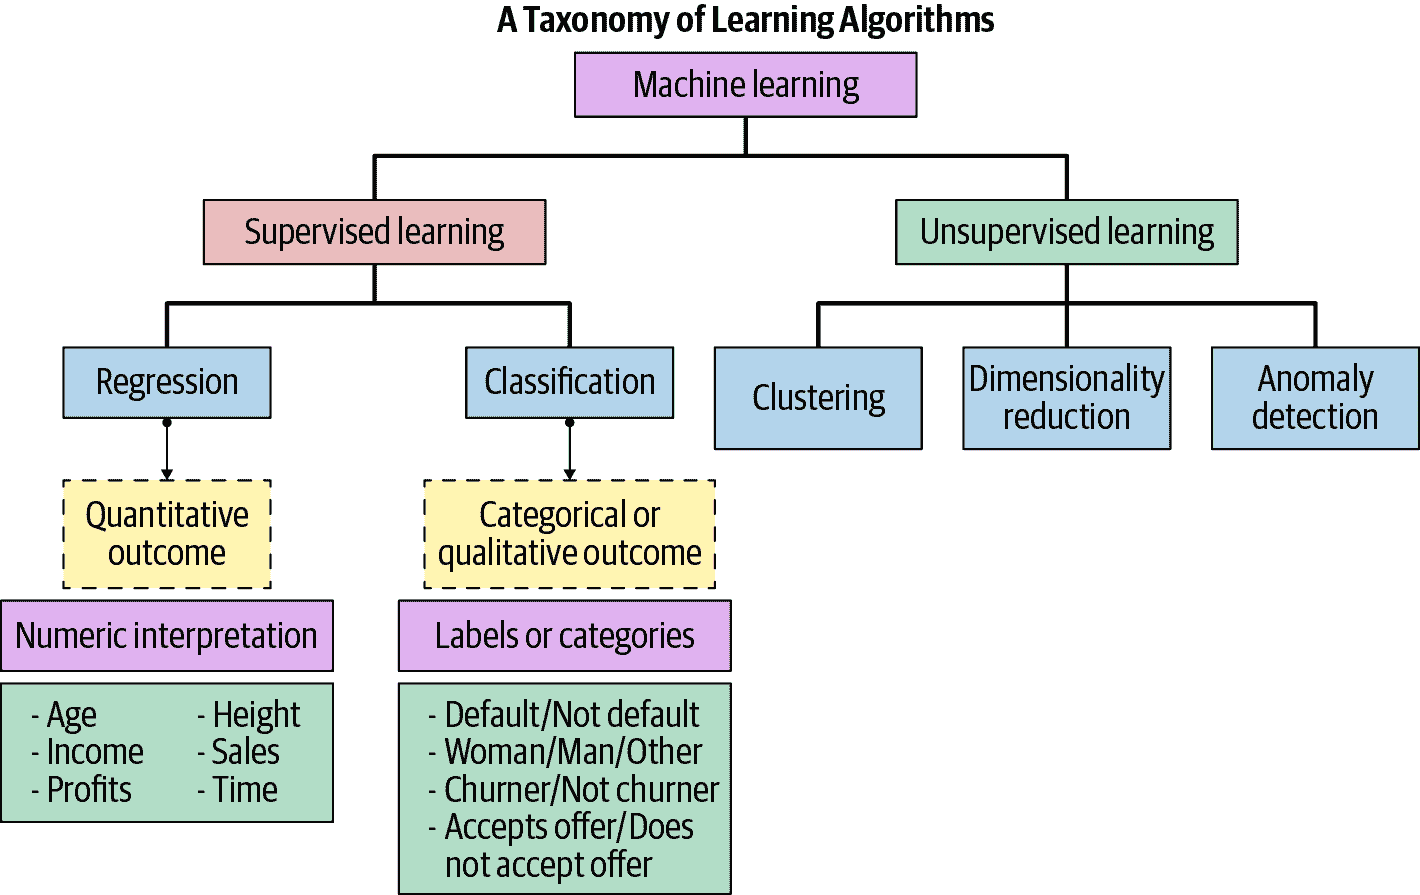 A Taxonomy of Learning Algorithms
Machine learning
Supervised learning
Unsupervised learning
Regression
Classification
Clustering
Dimensionality
reduction
Anomaly
detection
Quantitative
outcome
Categorical or
qualitative outcome
Numeric interpretation
Labels or categories
- Age
- Income
- Profits
- Height
- Sales
- Time
- Default/Not default
- Woman/Man/Other
- Churner/Not churner
- Accepts offer/Does
not accept offer